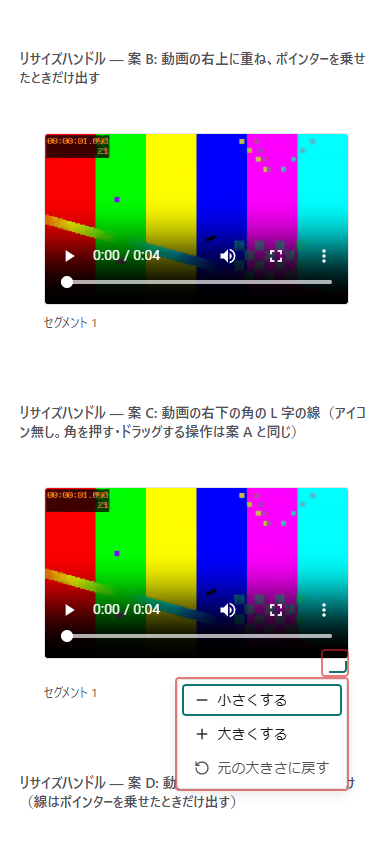 リサイズハンドル — 案 B: 動画の右上に重ね、ポインターを乗せ
たときだけ出す
00:00:01.
23
0:00 / 0:04
セグメント 1
リサイズハンドル — 案 C: 動画の右下の角の L 字の線（アイコ
ン無し。角を押す・ドラッグする操作は案 A と同じ）
00:00:01.
23
0:00 / 0:04
セグメント 1
小さくする
大きくする
元の大きさに戻す
リサイズハンドル — 案 D: 動
け
（線はポインターを乗せたときだけ出す）